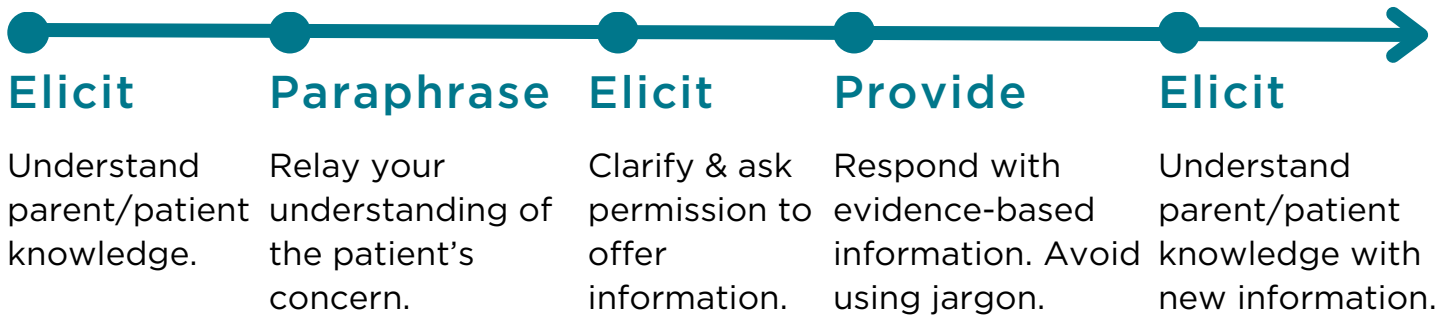 Elicit
Understand
parent/patient
knowledge.
Paraphrase
Relay your
understanding of
the patient's
concern.
Elicit
Clarify & ask
permission to
offer
information.
Provide
Respond with
evidence-based
information. Avoid
using jargon.
Elicit
Understand
parent/patient
knowledge with
new information.